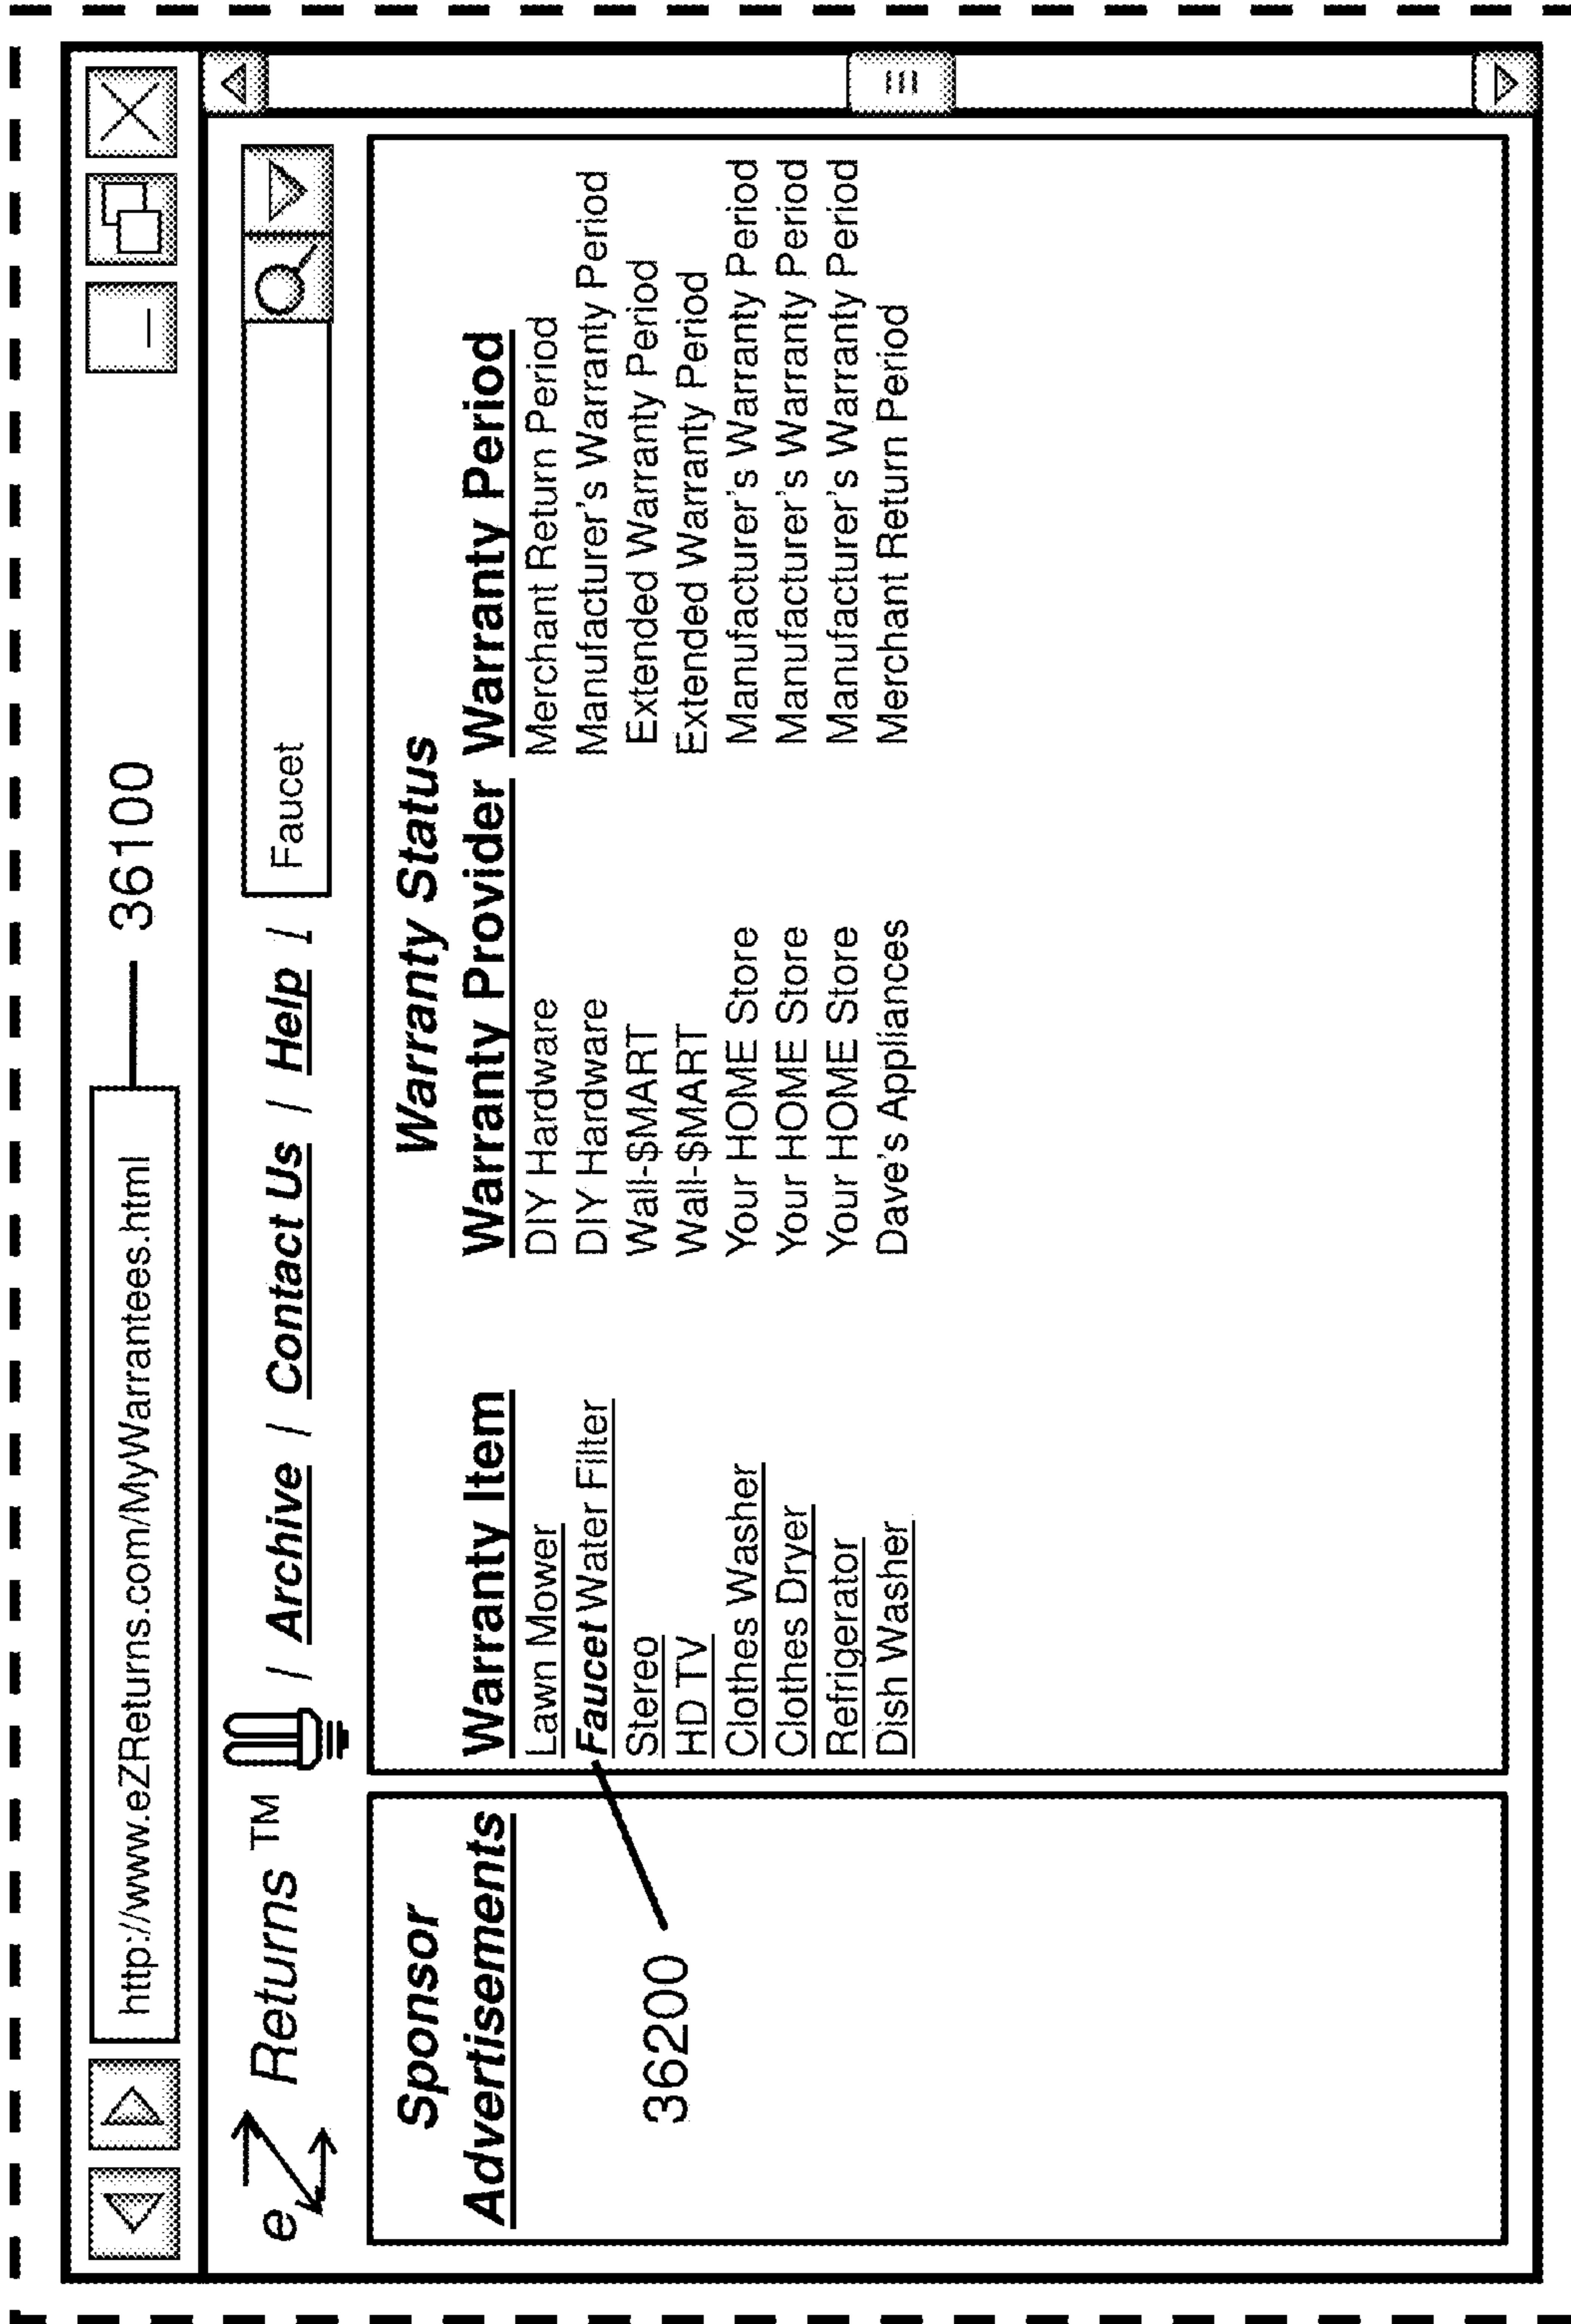 http://www.eZReturns.com/MyWarrantees.html 36100
eZ Returns™ / Archive / Contact Us / Help / Faucet
Sponsor
Advertisements
36200
Warranty Status
Warranty Item Warranty Provider Warranty Period
Lawn Mower DIY Hardware Merchant Return Period
Faucet Water Filter DIY Hardware Manufacturer's Warranty Period
Stereo Wall-$MART Extended Warranty Period
HD TV Wall-$MART Extended Warranty Period
Clothes Washer Your HOME Store Manufacturer's Warranty Period
Clothes Dryer Your HOME Store Manufacturer's Warranty Period
Refrigerator Your HOME Store Manufacturer's Warranty Period
Dish Washer Dave's Appliances Merchant Return Period